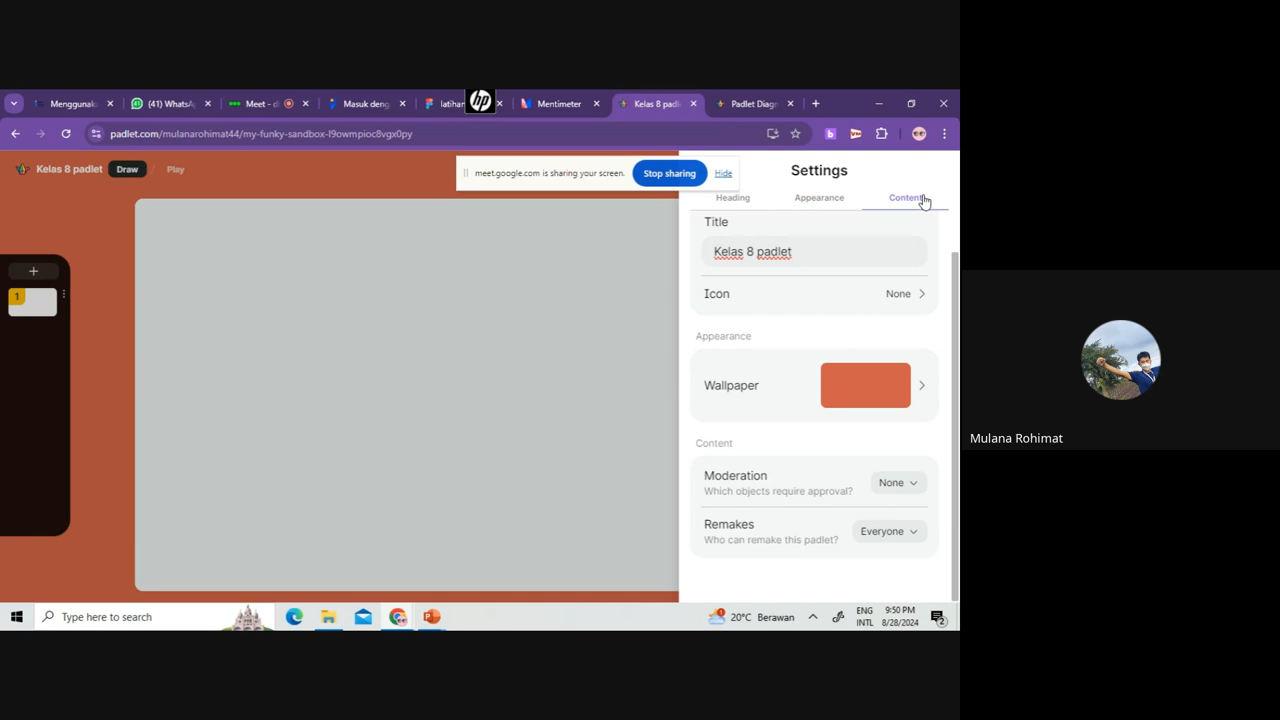 Menggunaka
(41) WhatsA
Meet - d
Masuk deng
latihan
hp
Mentimeter
Kelas 8 padl
Padlet Diagr
padlet.com/mulanarohimat44/my-funky-sandbox-l9owmpioc8vgx0py
Kelas 8 padlet
Draw
Play
meet.google.com is sharing your screen.
Stop sharing
Hide
Settings
Heading
Appearance
Content
Title
Kelas 8 padlet
Icon
None
1
Appearance
Wallpaper
Content
Moderation
None
Which objects require approval?
Remakes
Everyone
Who can remake this padlet?
Mulana Rohimat
Type here to search
20°C Berawan
ENG
INTL
9:50 PM
8/28/2024
2